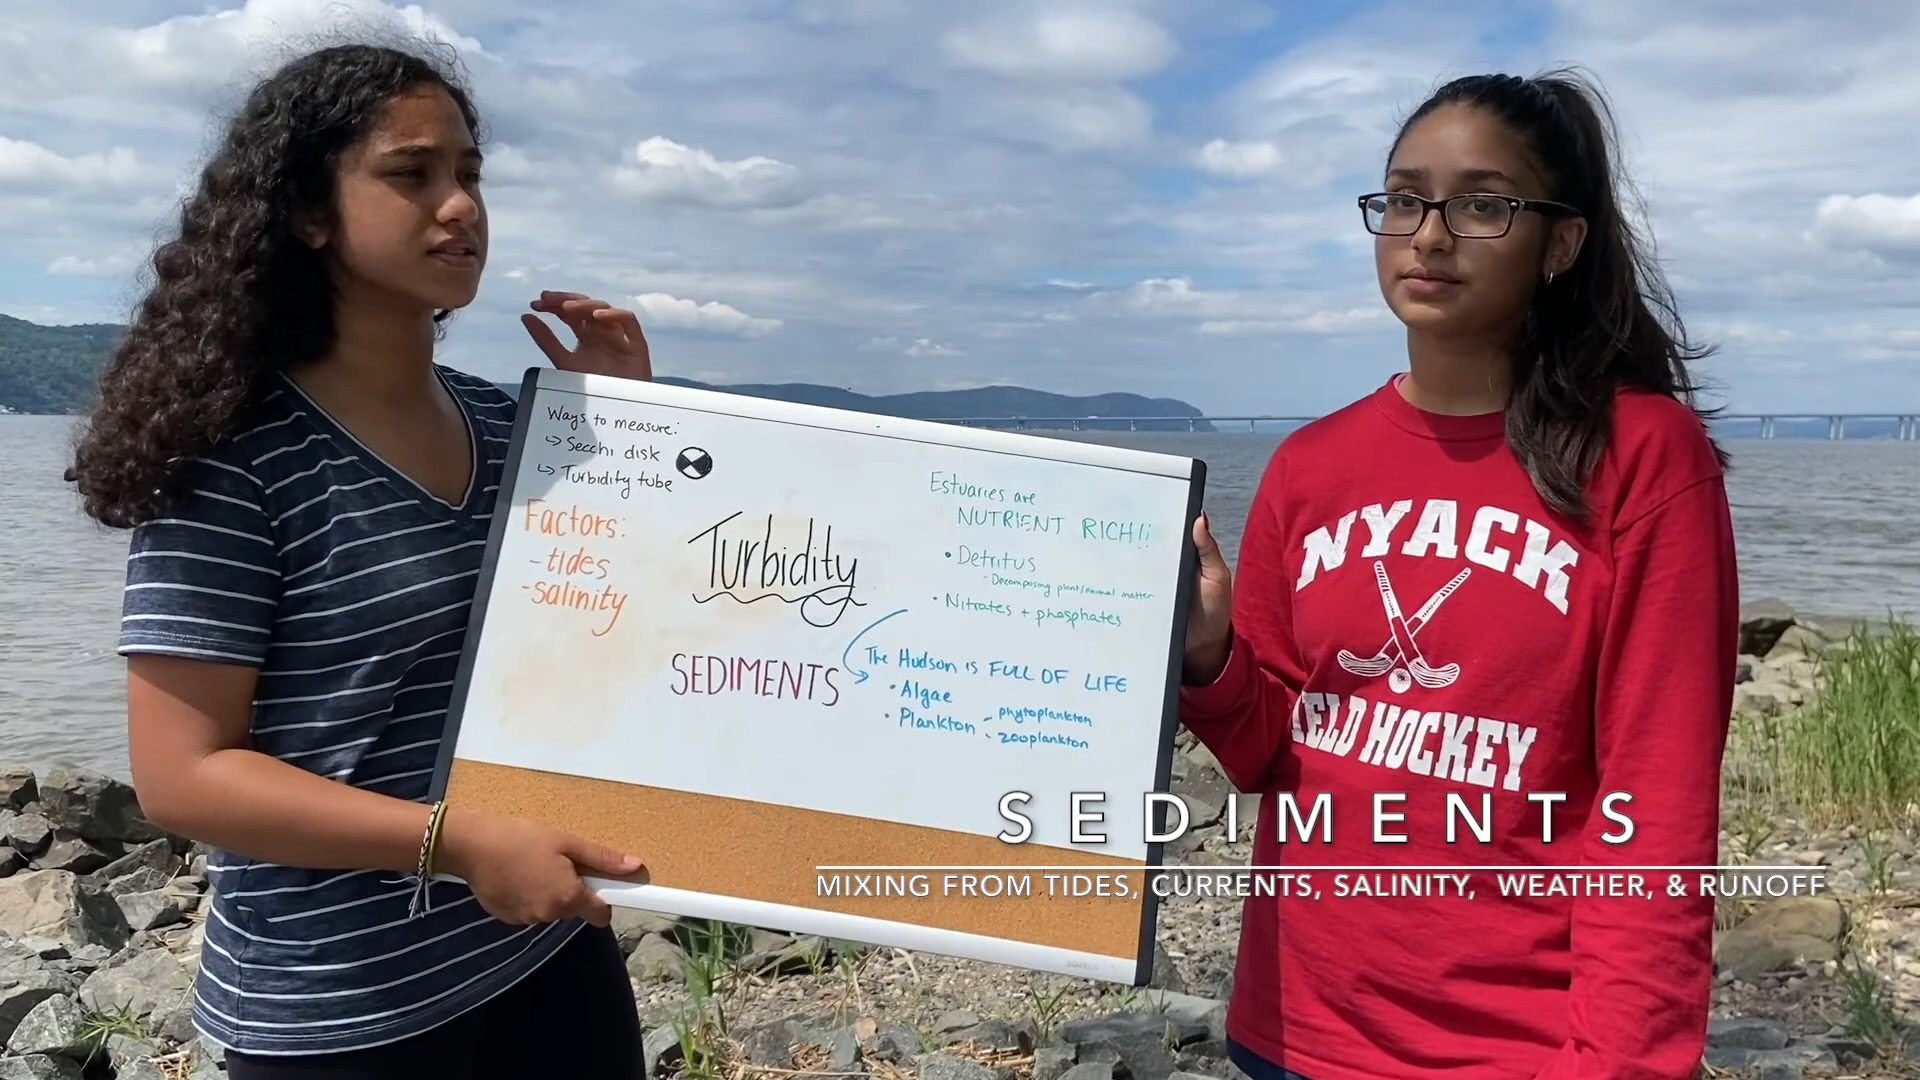 Ways to measure:
↳ Secchi disk
↳ Turbidity tube
Factors:
- tides
- salinity
Turbidity
SEDIMENTS
Estuaries are
NUTRIENT RICH!!
• Detritus
- Decomposing plant/animal matter
• Nitrates + phosphates
The Hudson is FULL OF LIFE
• Algae
• Plankton - phytoplankton
- zooplankton
NYACK
IELD HOCKEY
SEDIMENTS
MIXING FROM TIDES, CURRENTS, SALINITY, WEATHER, & RUNOFF